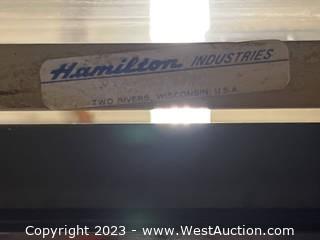 Hamilton INDUSTRIES
TWO RIVERS, WISCONSIN, U.S.A.
Copyright 2023 - www.WestAuction.com